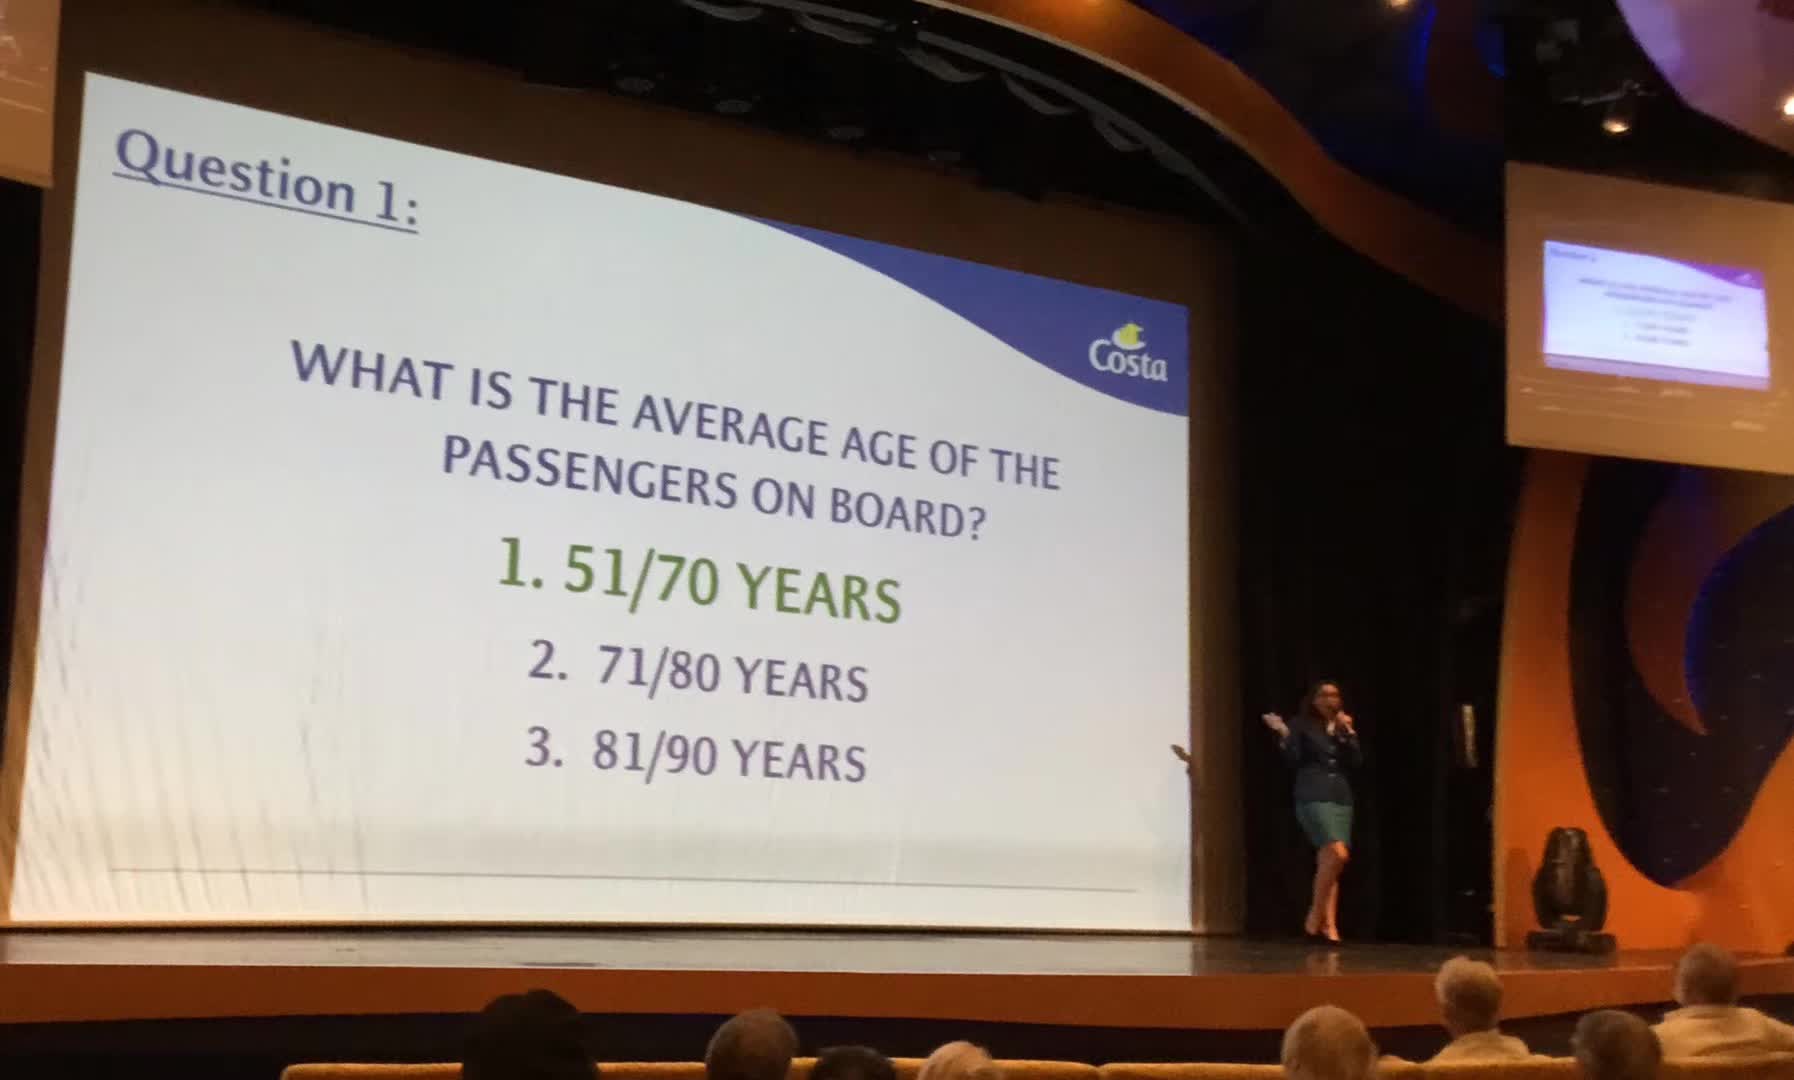 Question 1:
Costa
WHAT IS THE AVERAGE AGE OF THE
PASSENGERS ON BOARD?
1. 51/70 YEARS
2. 71/80 YEARS
3. 81/90 YEARS